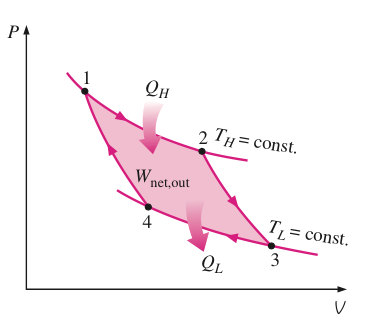 P
1
Q_H
2
T_H = const.
W_net,out
4
T_L = const.
Q_L
3
V